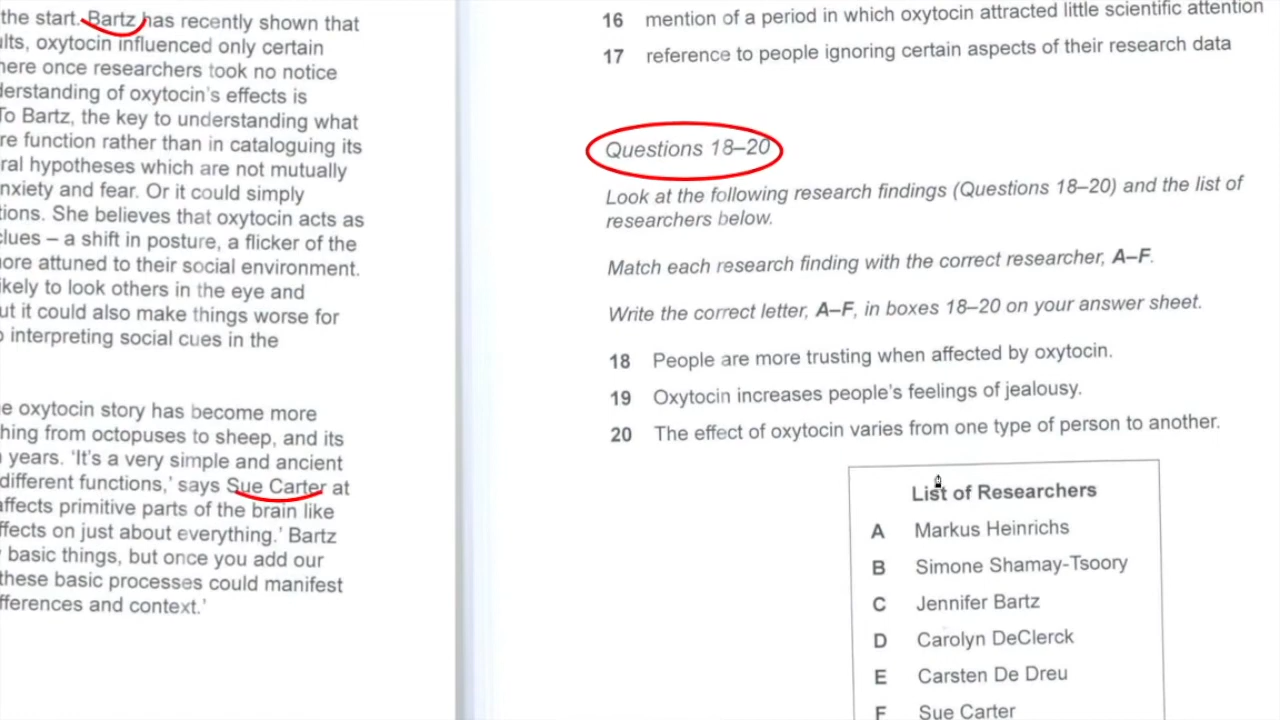 the start. Bartz has recently shown that
ults, oxytocin influenced only certain
here once researchers took no notice
derstanding of oxytocin's effects is
To Bartz, the key to understanding what
re function rather than in cataloguing its
ral hypotheses which are not mutually
nxiety and fear. Or it could simply
tions. She believes that oxytocin acts as
clues – a shift in posture, a flicker of the
nore attuned to their social environment.
ikely to look others in the eye and
ut it could also make things worse for
o interpreting social cues in the
e oxytocin story has become more
hing from octopuses to sheep, and its
n years. 'It's a very simple and ancient
different functions,' says Sue Carter at
affects primitive parts of the brain like
ffects on just about everything.' Bartz
basic things, but once you add our
these basic processes could manifest
fferences and context.'
16 mention of a period in which oxytocin attracted little scientific attention
17 reference to people ignoring certain aspects of their research data
Questions 18–20
Look at the following research findings (Questions 18–20) and the list of
researchers below.
Match each research finding with the correct researcher, A–F.
Write the correct letter, A–F, in boxes 18–20 on your answer sheet.
18 People are more trusting when affected by oxytocin.
19 Oxytocin increases people's feelings of jealousy.
20 The effect of oxytocin varies from one type of person to another.
List of Researchers
A Markus Heinrichs
B Simone Shamay-Tsoory
C Jennifer Bartz
D Carolyn DeClerck
E Carsten De Dreu
F Sue Carter